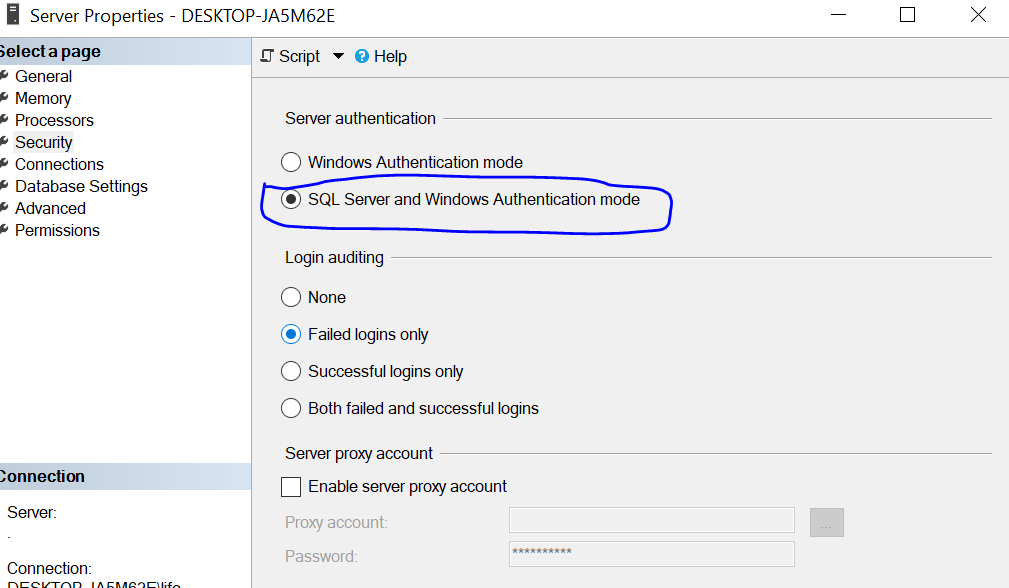 Server Properties - DESKTOP-JA5M62E
Select a page
General
Memory
Processors
Security
Connections
Database Settings
Advanced
Permissions
Connection
Server:
.
Connection:
DESKTOP-JA5M62E\life
Script
Help
Server authentication
Windows Authentication mode
SQL Server and Windows Authentication mode
Login auditing
None
Failed logins only
Successful logins only
Both failed and successful logins
Server proxy account
Enable server proxy account
Proxy account:
...
Password: **********